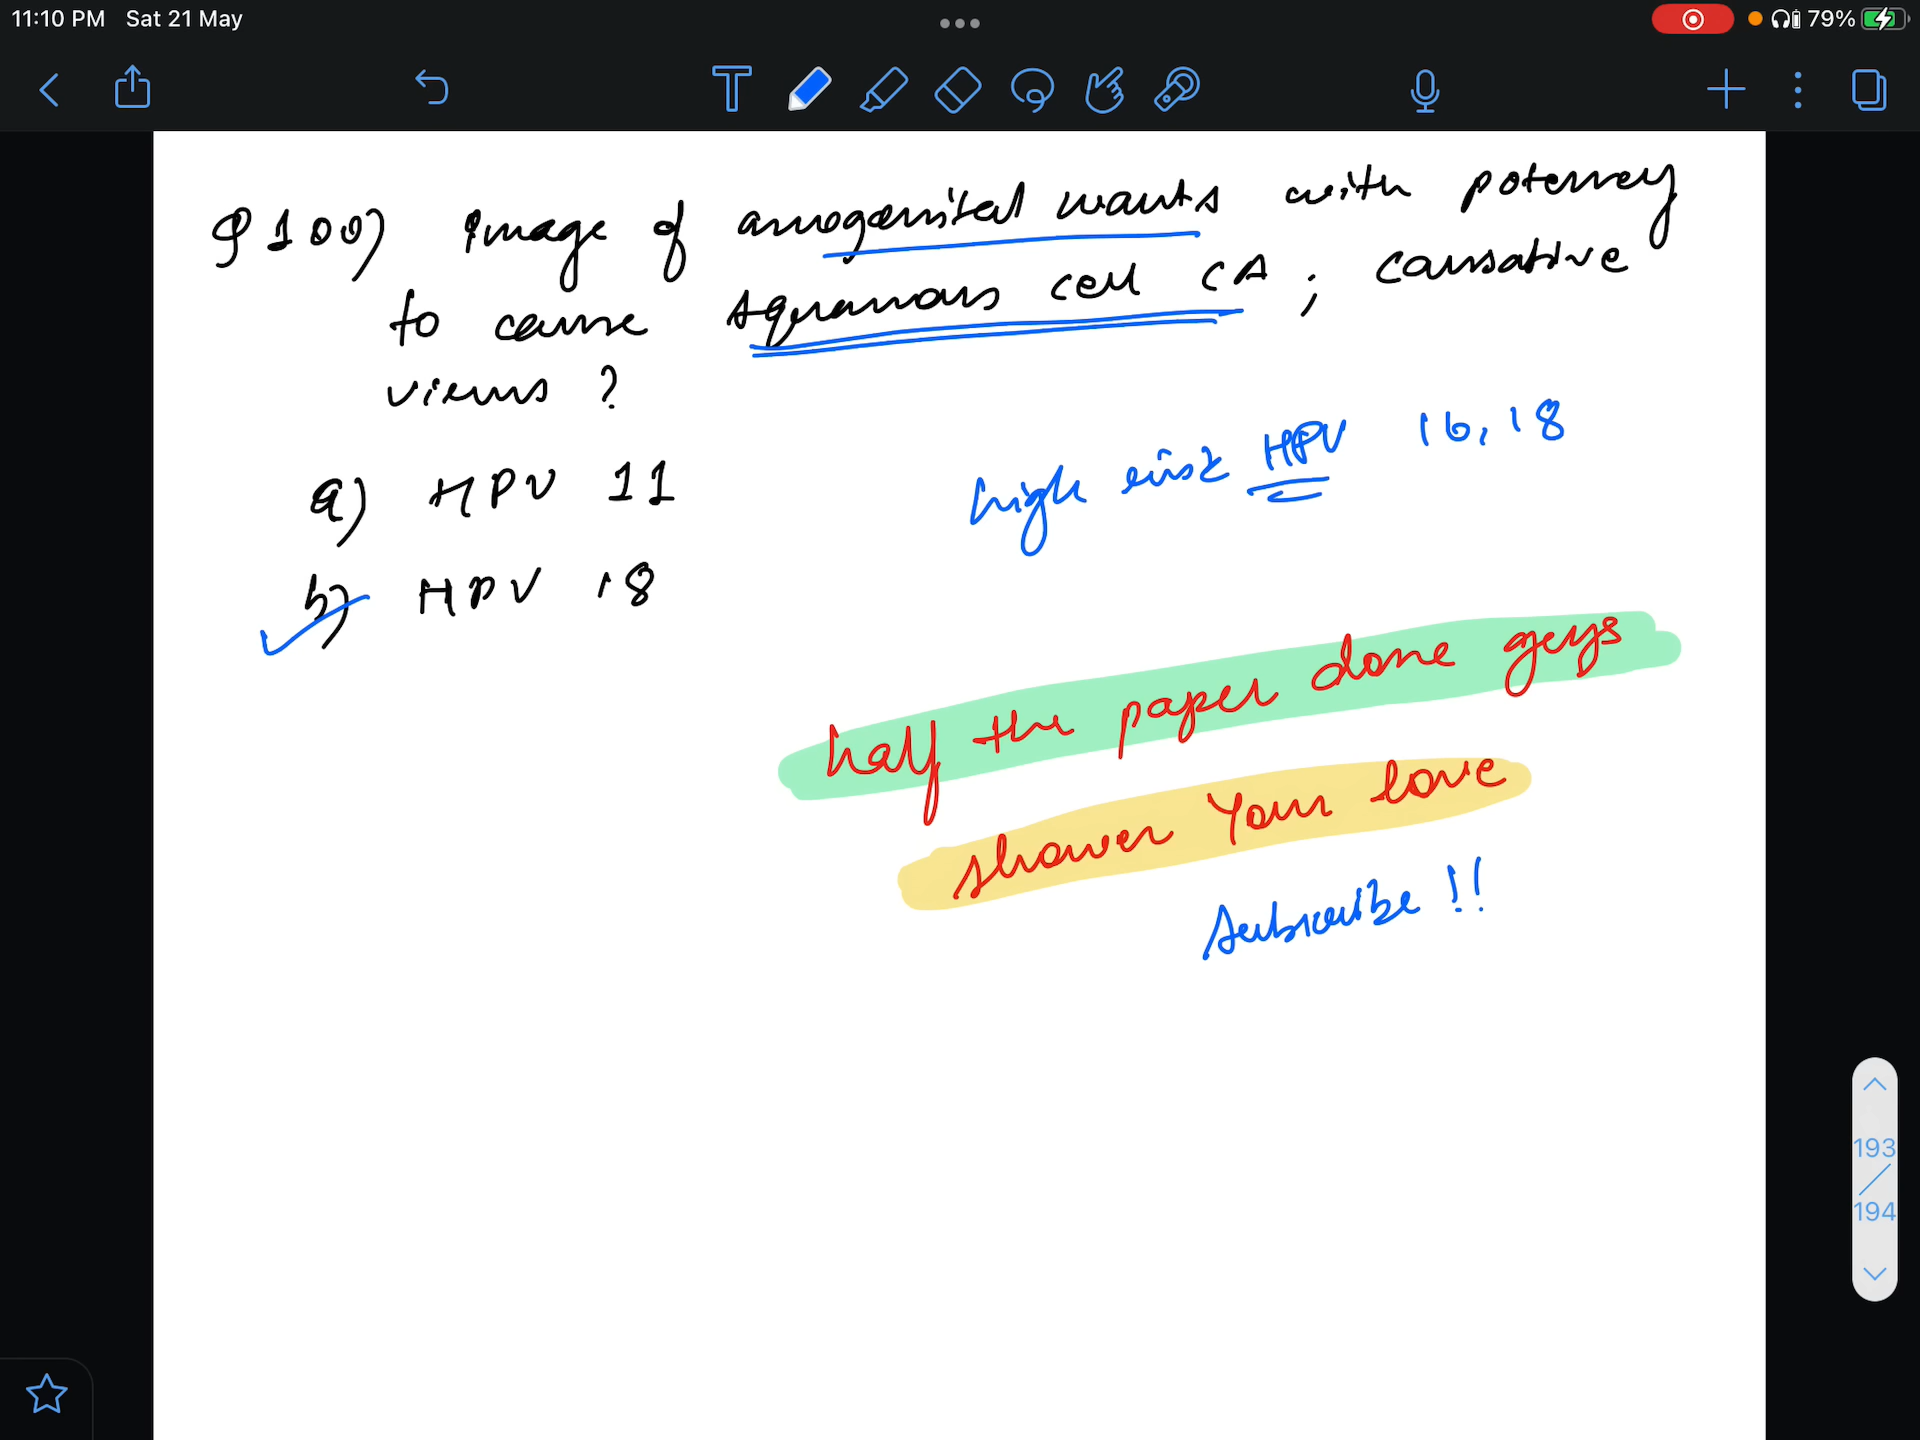 11:10 PM Sat 21 May
79%
Q100) Image of anogenital warts with potency
to cause squamous cell CA ; causative
virus ?
a) HPV 11
high risk HPV 16, 18
b) HPV 18
half the paper done guys
shower Your love
Subscribe !!
193
194